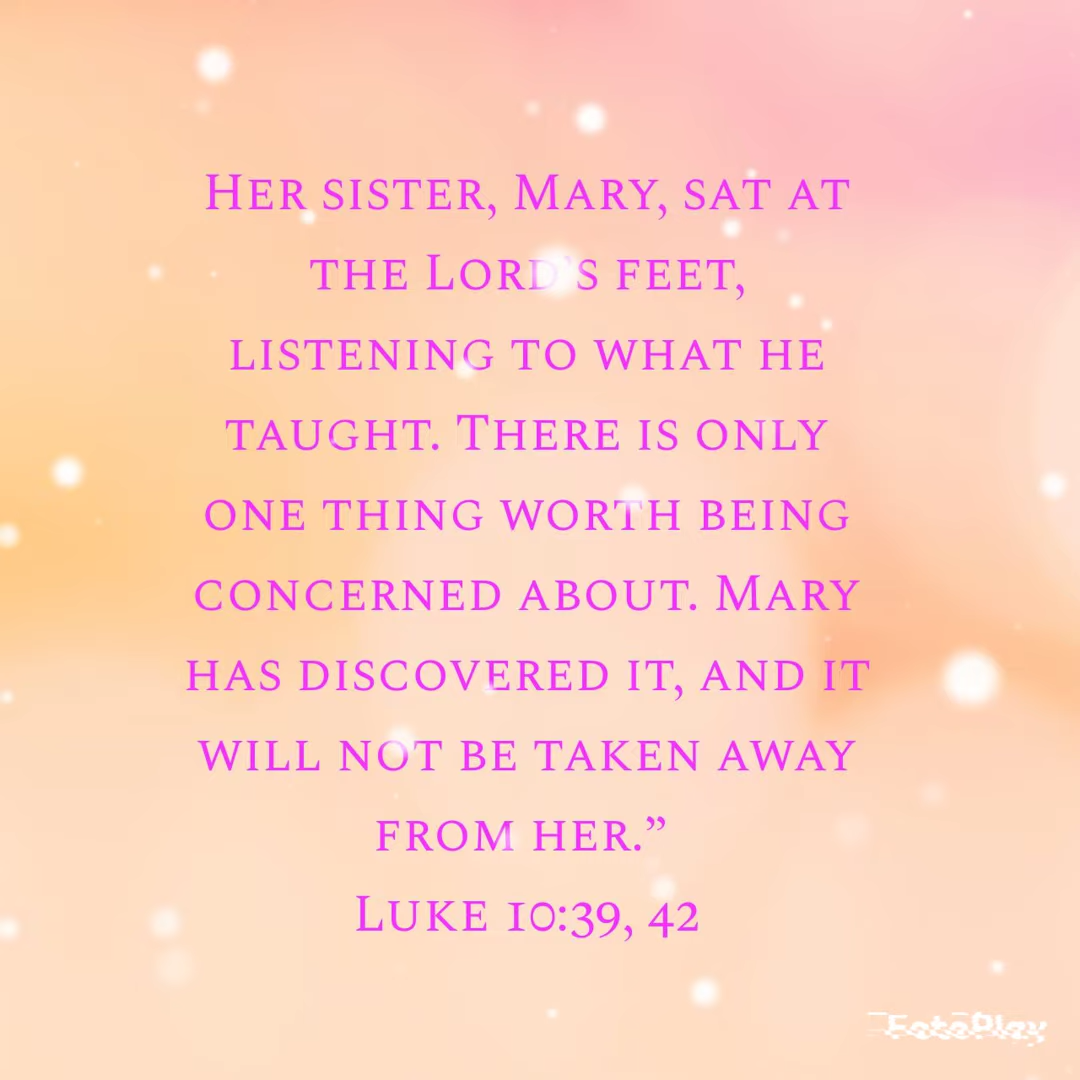 Her sister, Mary, sat at
the Lord's feet,
listening to what he
taught. There is only
one thing worth being
concerned about. Mary
has discovered it, and it
will not be taken away
from her.”
Luke 10:39, 42
FotoPlay